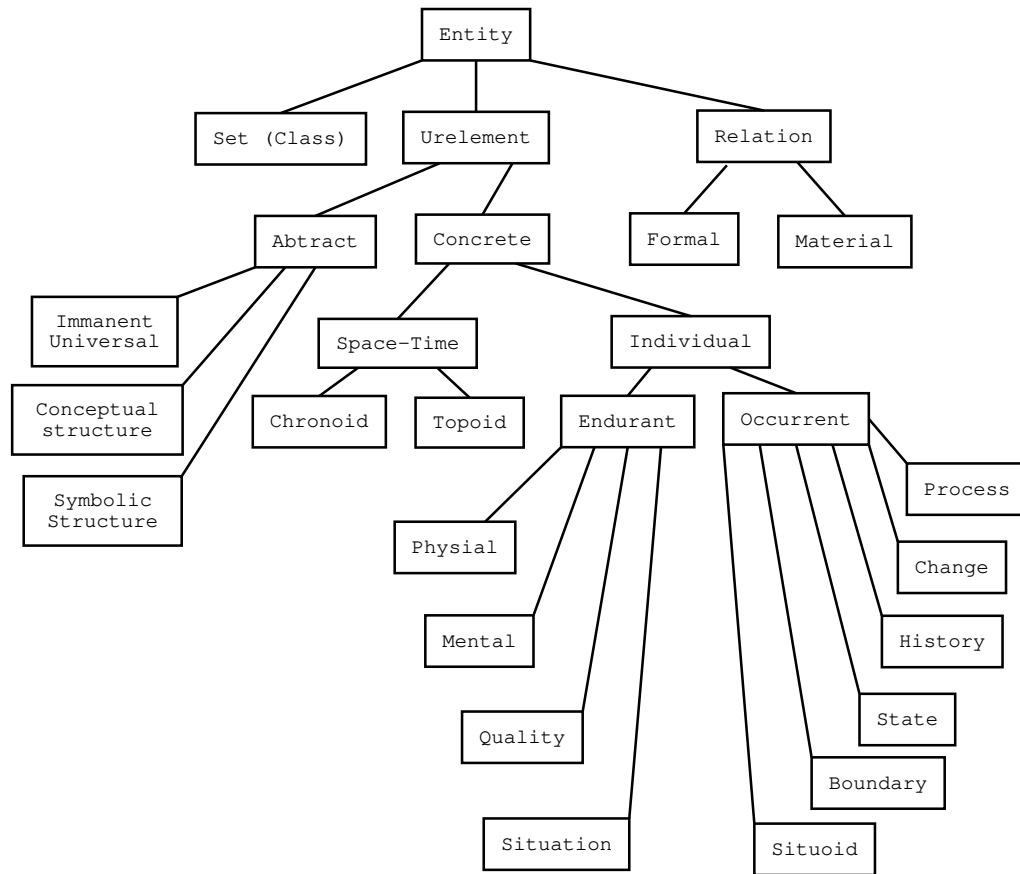 Entity
Set (Class)
Urelement
Relation
Abtract
Concrete
Formal
Material
Immanent
Universal
Space-Time
Individual
Conceptual
structure
Chronoid
Topoid
Endurant
Occurrent
Symbolic
Structure
Process
Physial
Change
Mental
History
Quality
State
Boundary
Situation
Situoid